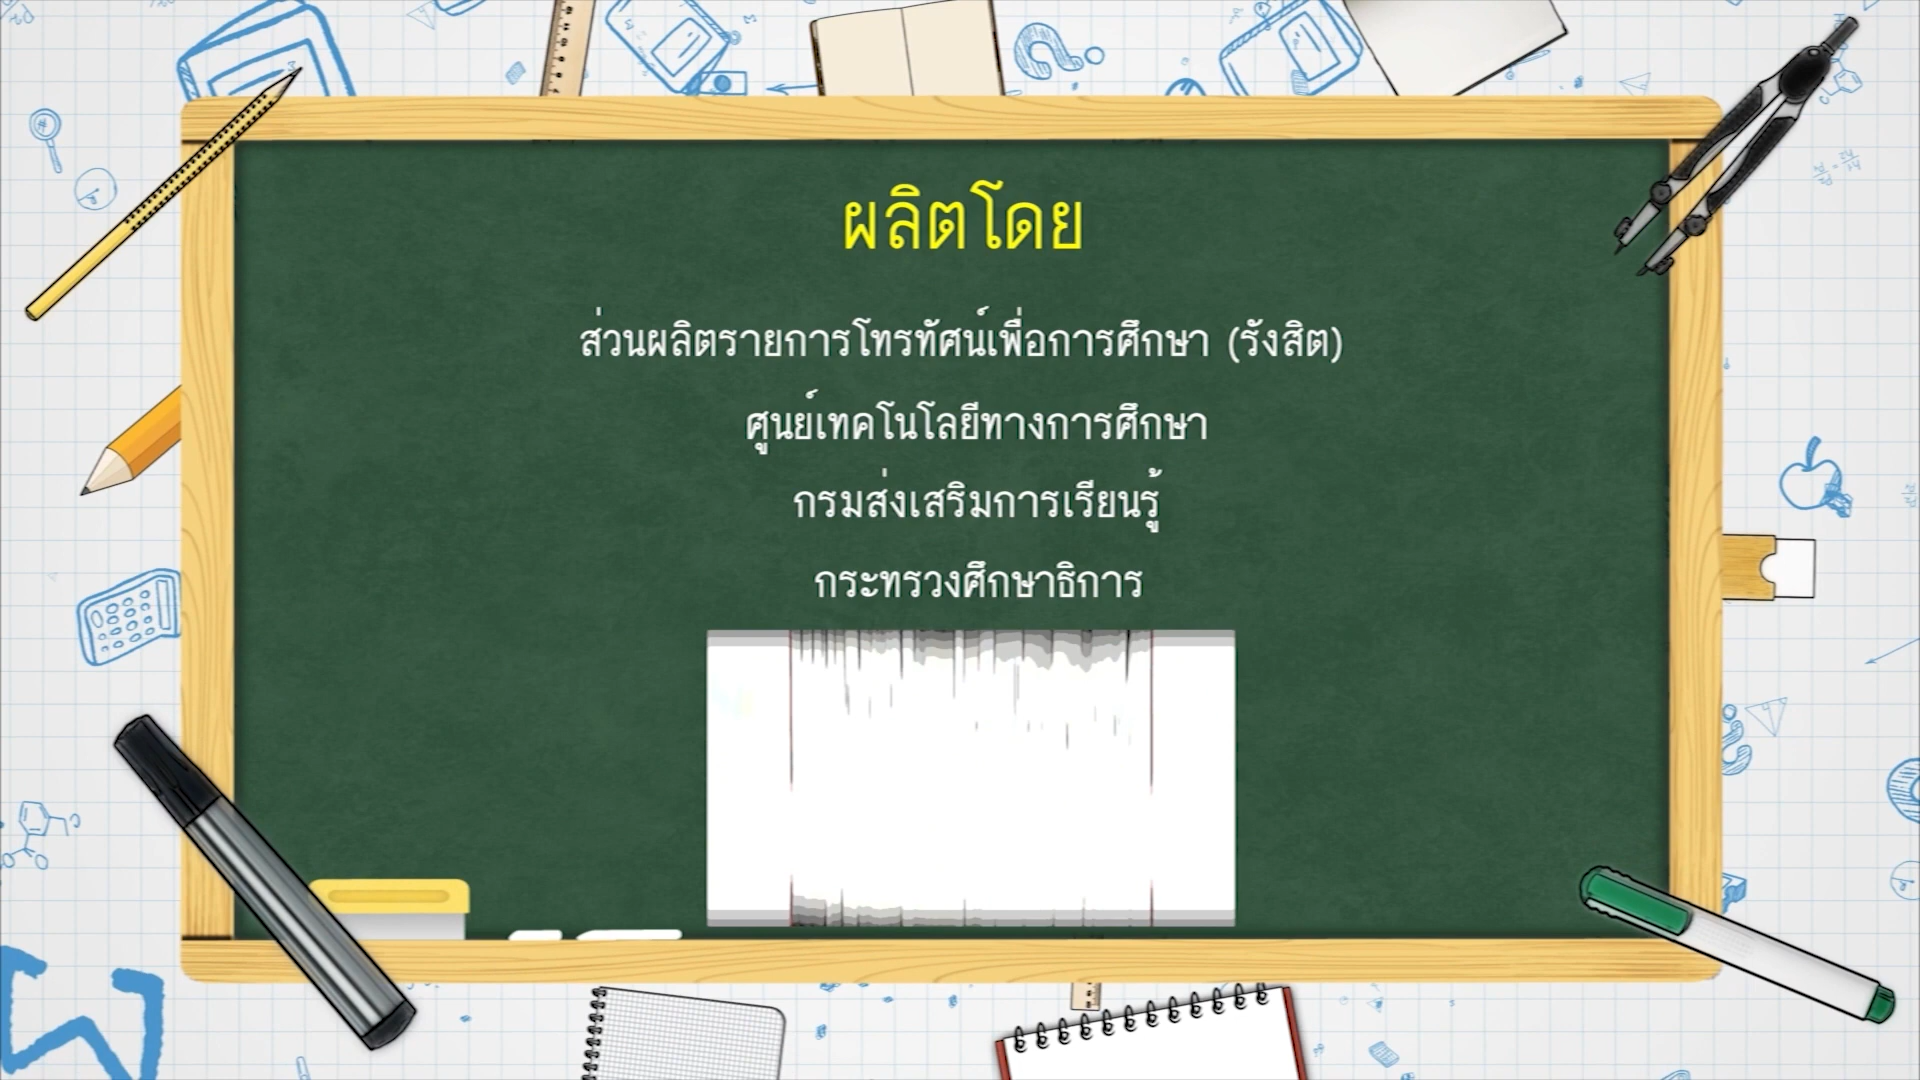 ผลิตโดย
ส่วนผลิตรายการโทรทัศน์เพื่อการศึกษา (รังสิต)
ศูนย์เทคโนโลยีทางการศึกษา
กรมส่งเสริมการเรียนรู้
กระทรวงศึกษาธิการ